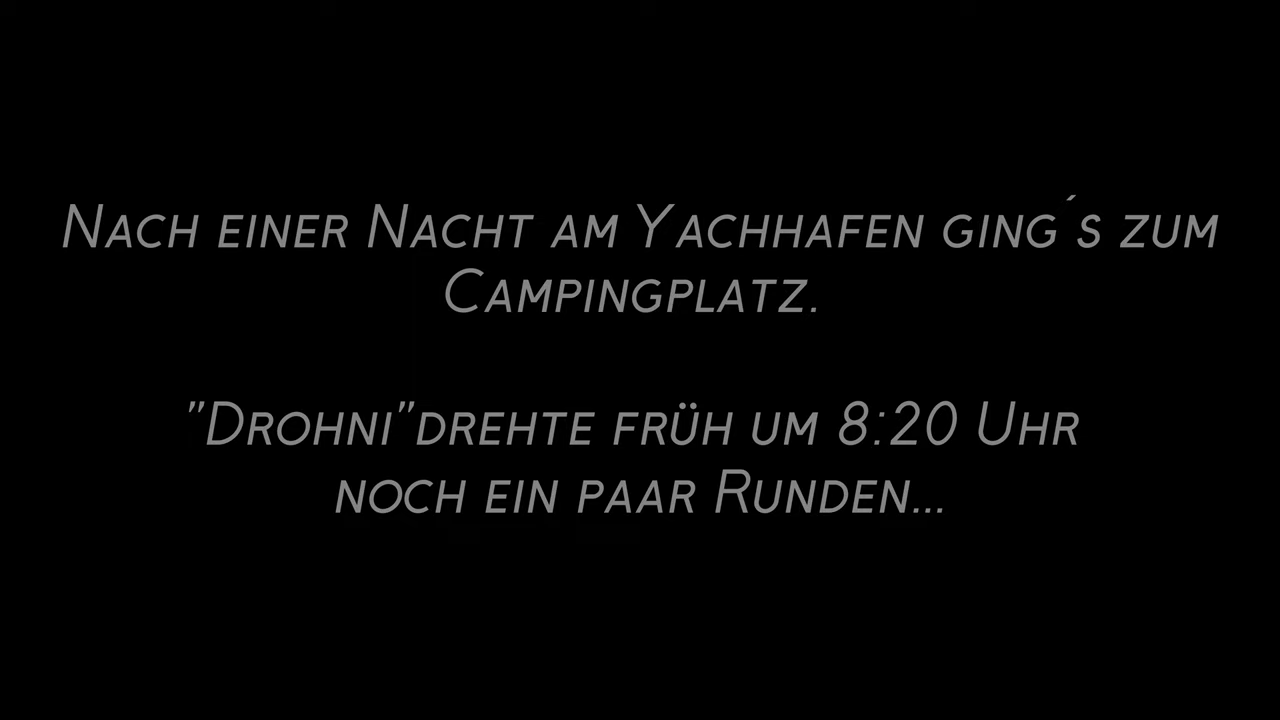 Nach einer Nacht am Yachhafen ging´s zum
Campingplatz.
"Drohni"drehte früh um 8:20 Uhr
noch ein paar Runden...